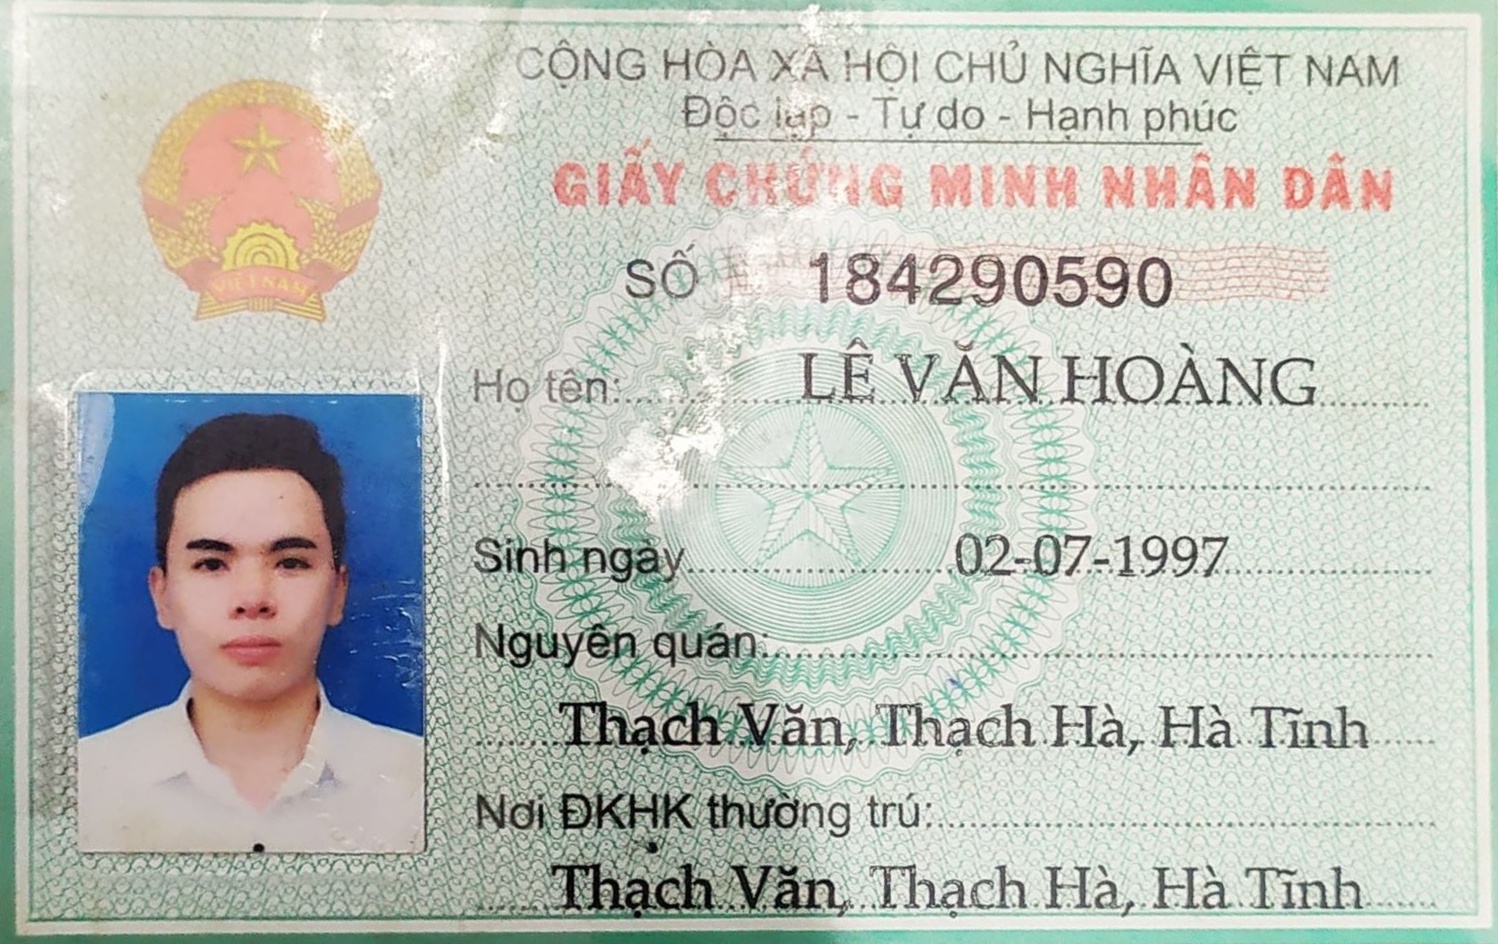 CỘNG HÒA XÃ HỘI CHỦ NGHĨA VIỆT NAM
Độc lập - Tự do - Hạnh phúc
GIẤY CHỨNG MINH NHÂN DÂN
SỐ 184290590
VIỆT NAM
Họ tên: LÊ VĂN HOÀNG
Sinh ngày 02-07-1997
Nguyên quán:
Thạch Văn, Thạch Hà, Hà Tĩnh
Nơi ĐKHK thường trú:
Thạch Văn, Thạch Hà, Hà Tĩnh